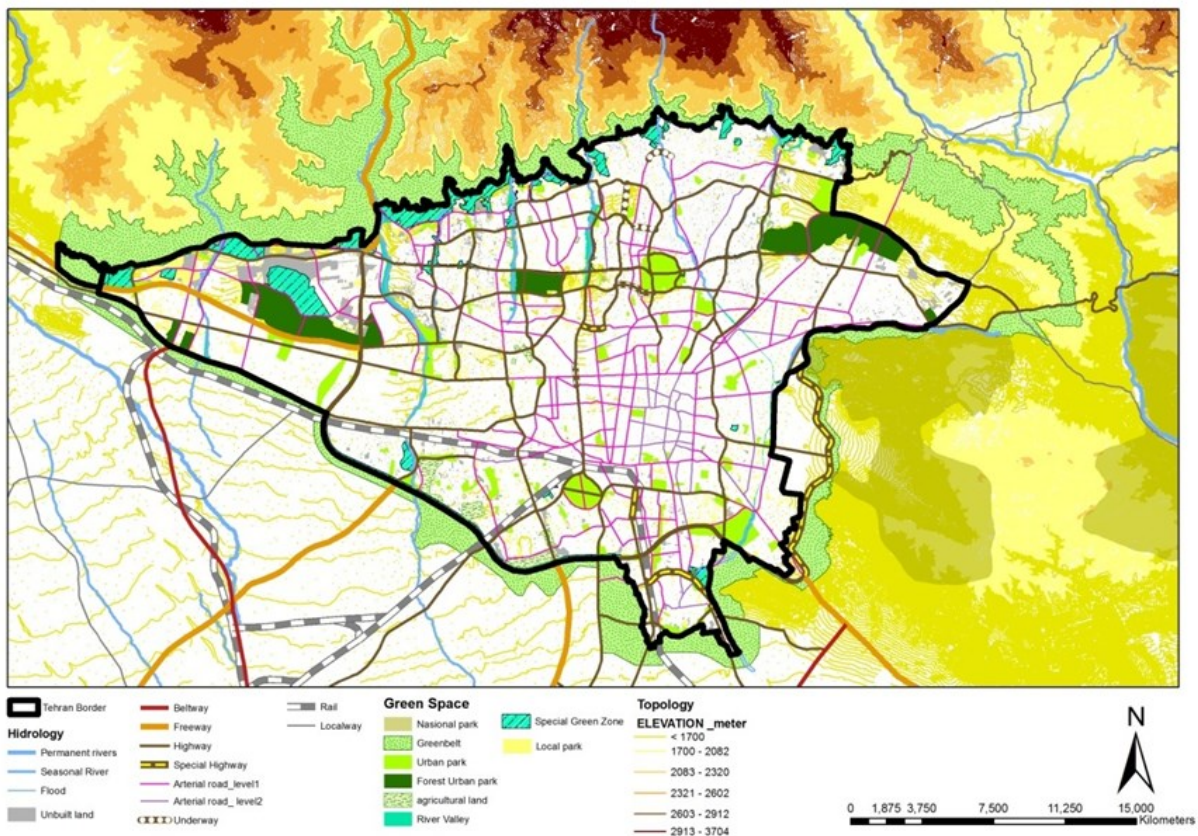 Tehran Border
Hidrology
Permanent rivers
Seasonal River
Flood
Unbuilt land
Beltway
Freeway
Highway
Special Highway
Arterial road_level1
Arterial road_ level2
Underway
Rail
Localway
Green Space
Nasional park
Greenbelt
Urban park
Forest Urban park
agricultural land
River Valley
Special Green Zone
Local park
Topology
ELEVATION _meter
< 1700
1700 - 2082
2083 - 2320
2321 - 2602
2603 - 2912
2913 - 3704
N
0 1,875 3,750 7,500 11,250 15,000
Kilometers